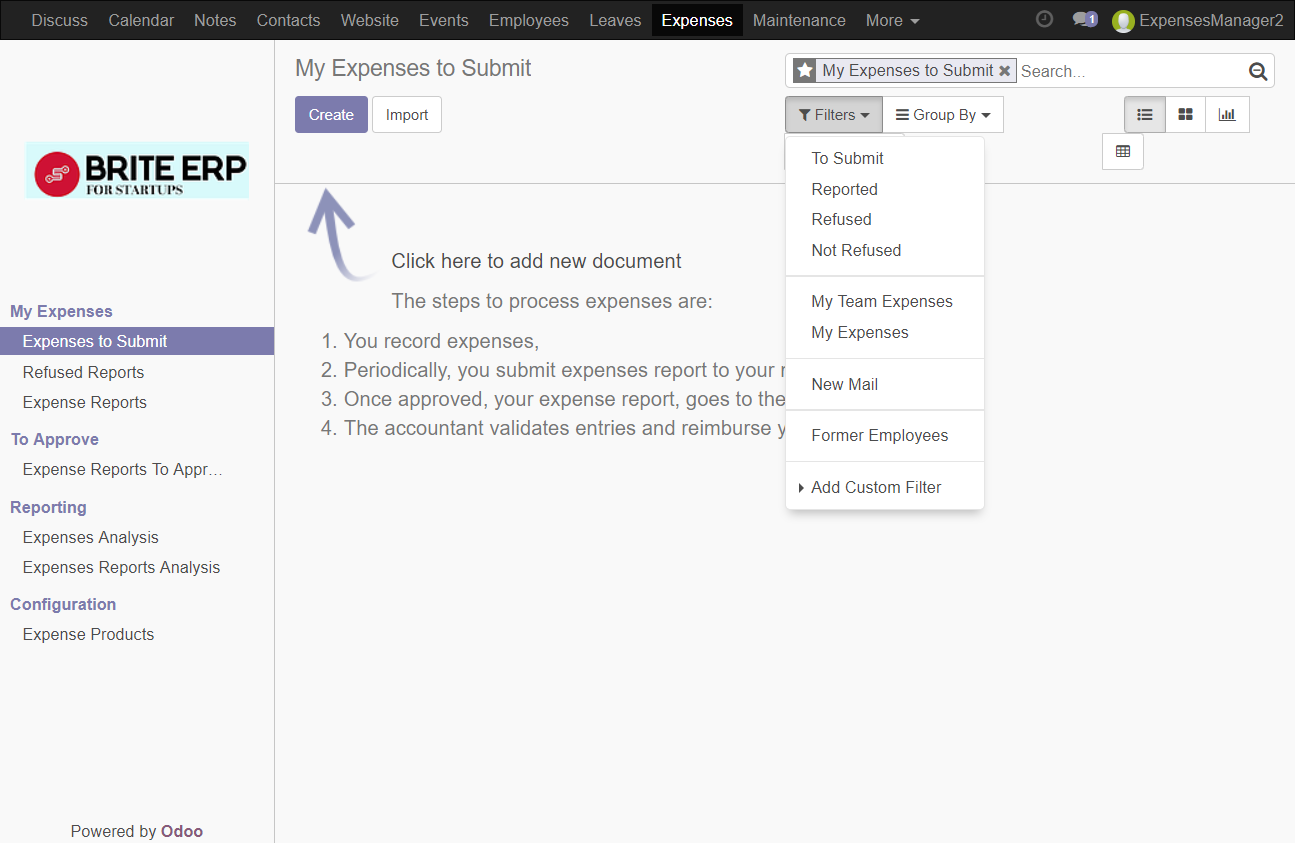 Discuss Calendar Notes Contacts Website Events Employees Leaves Expenses Maintenance More 1 ExpensesManager2
My Expenses to Submit
My Expenses to Submit Search...
Create Import
Filters Group By
BRITE ERP
FOR STARTUPS
My Expenses
Expenses to Submit
Refused Reports
Expense Reports
To Approve
Expense Reports To Appr...
Reporting
Expenses Analysis
Expenses Reports Analysis
Configuration
Expense Products
Powered by Odoo
Click here to add new document
The steps to process expenses are:
1. You record expenses,
2. Periodically, you submit expenses report to your
3. Once approved, your expense report, goes to the
4. The accountant validates entries and reimburse
To Submit
Reported
Refused
Not Refused
My Team Expenses
My Expenses
New Mail
Former Employees
Add Custom Filter